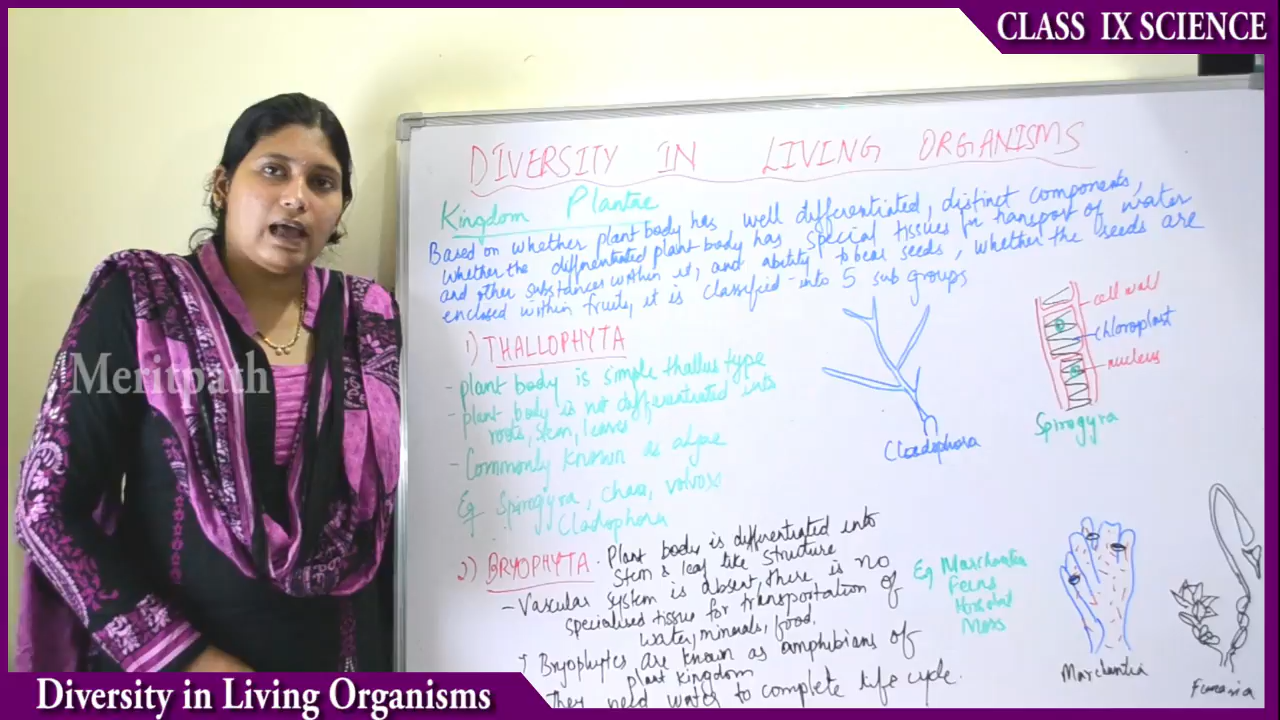 CLASS IX SCIENCE
DIVERSITY IN LIVING ORGANISMS
Kingdom Plantae
Based on whether plant body has well differentiated, distinct components,
whether the differentiated plant body has special tissues for transport of water
and other substances within it, and ability to bear seeds, whether the seeds are
enclosed within fruits, it is classified into 5 sub groups
1) THALLOPHYTA
- plant body is simple thallus type
- plant body is not differentiated into
roots, stem, leaves
- Commonly known as algae
Eg Spirogyra, chara, volvox
Cladophora
Cladophora
cell wall
chloroplast
nucleus
Spirogyra
2) BRYOPHYTA . Plant body is differentiated into
stem & leaf like structure
- Vascular system is absent, there is no
specialised tissue for transportation of
water, minerals, food.
Bryophytes are known as amphibians of
plant kingdom
They need water to complete life cycle.
Eg Marchantia
Ferns
Moss
Marchantia
Funaria
Meritpath
Diversity in Living Organisms